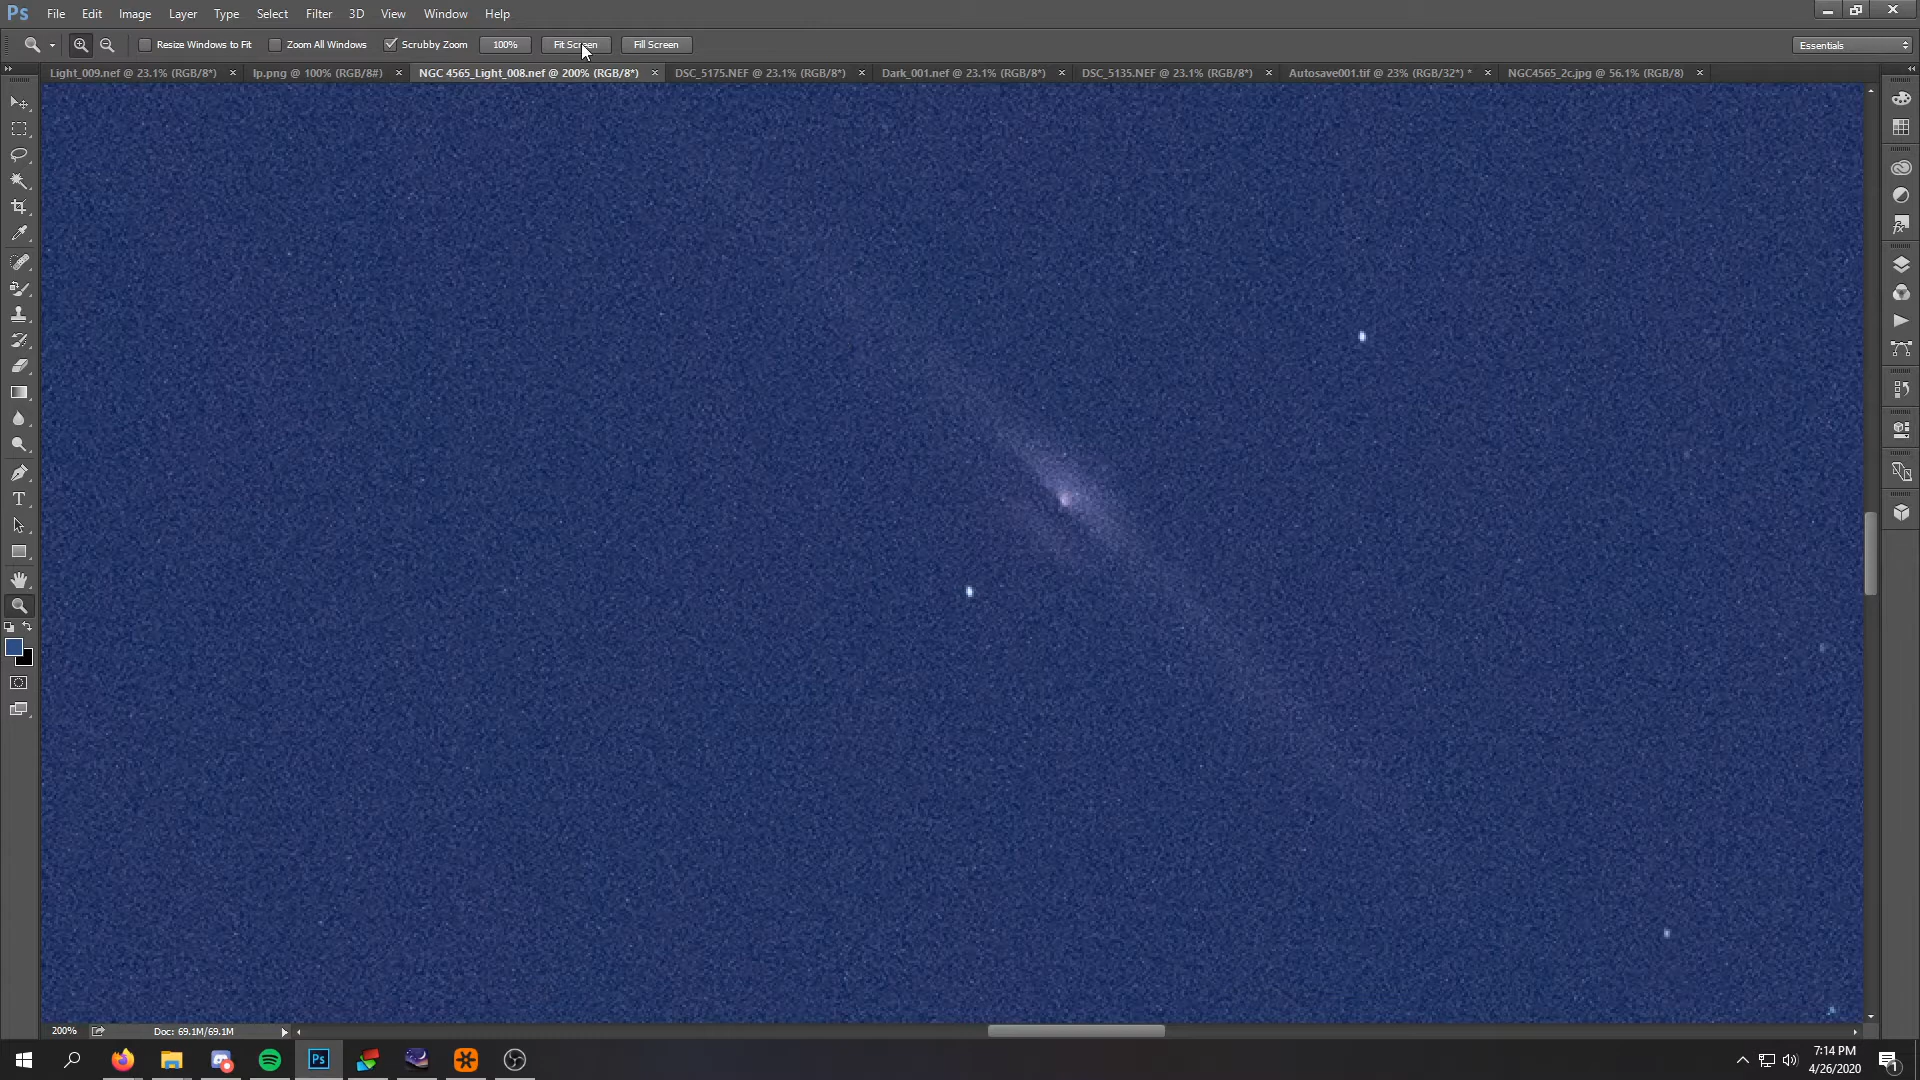 Ps File Edit Image Layer Type Select Filter 3D View Window Help
Resize Windows to Fit Zoom All Windows Scrubby Zoom 100% Fit Screen Fill Screen Essentials
Light_009.nef @ 23.1% (RGB/8*) × lp.png @ 100% (RGB/8#) × NGC 4565_Light_008.nef @ 200% (RGB/8*) × DSC_5175.NEF @ 23.1% (RGB/8*) × Dark_001.nef @ 23.1% (RGB/8*) × DSC_5135.NEF @ 23.1% (RGB/8*) × Autosave001.tif @ 23% (RGB/32*) * × NGC4565_2c.jpg @ 56.1% (RGB/8) ×
T
fx
200% Doc: 69.1M/69.1M
Ps
7:14 PM
4/26/2020
1